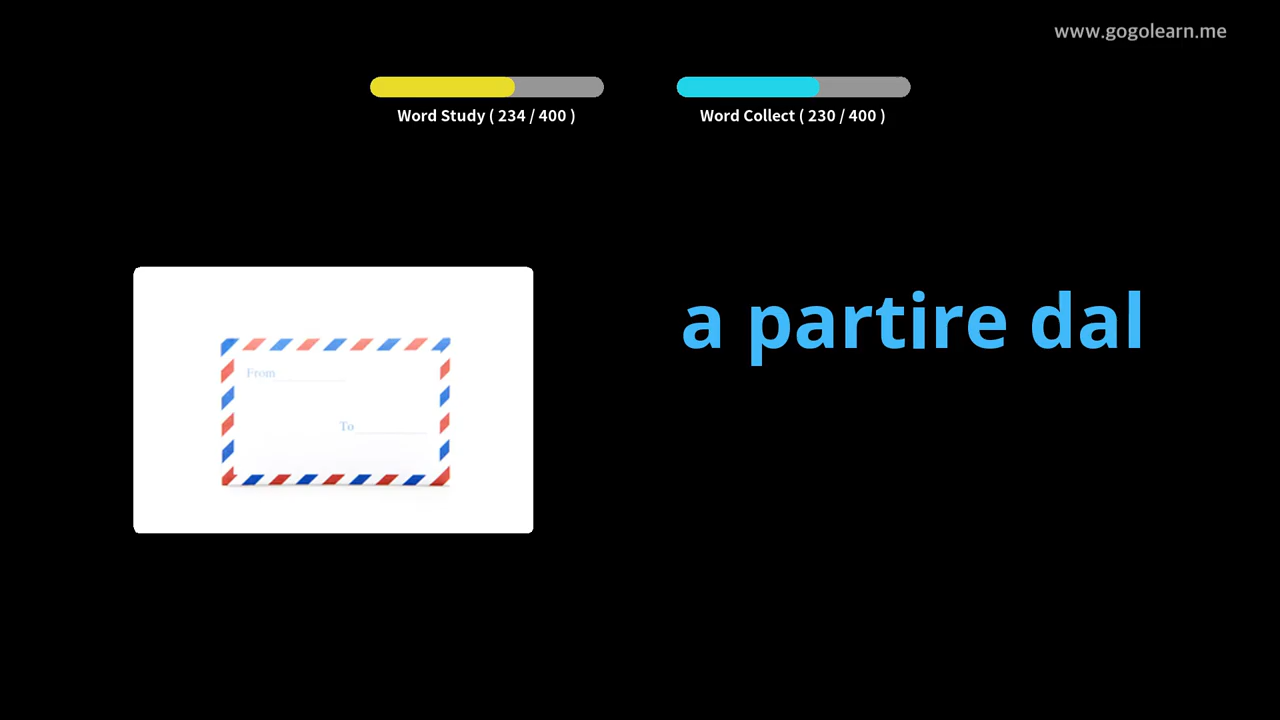 www.gogolearn.me
Word Study ( 234 / 400 )
Word Collect ( 230 / 400 )
a partire dal
From
To